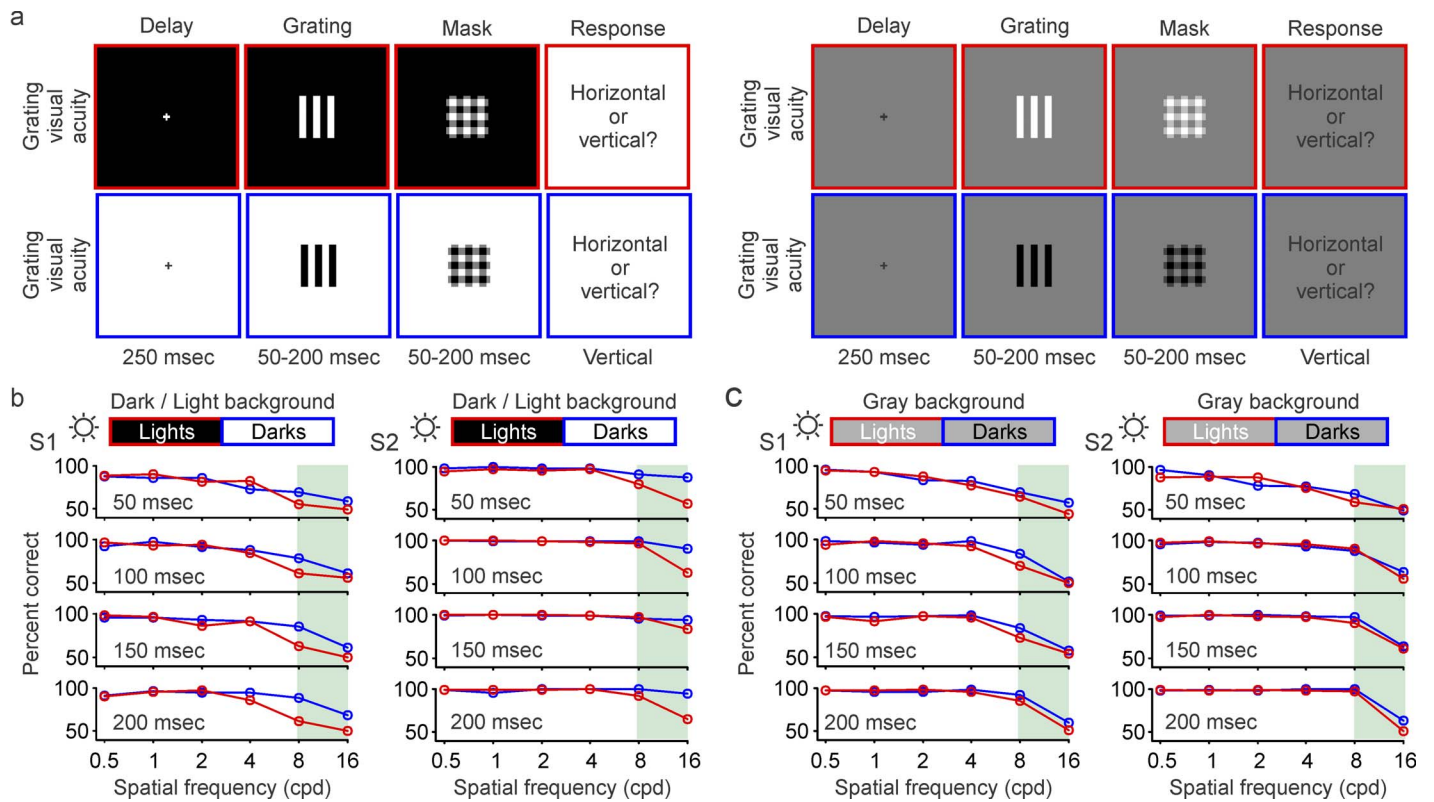 a
Delay Grating Mask Response
Grating
visual
acuity
Horizontal
or
vertical?
Grating
visual
acuity
Horizontal
or
vertical?
250 msec 50-200 msec 50-200 msec Vertical
Delay Grating Mask Response
Grating
visual
acuity
Horizontal
or
vertical?
Grating
visual
acuity
Horizontal
or
vertical?
250 msec 50-200 msec 50-200 msec Vertical
b
Dark / Light background
S1 Lights Darks
Percent correct
100
50
50 msec
100
50
100 msec
100
50
150 msec
100
50
200 msec
0.5 1 2 4 8 16
Spatial frequency (cpd)
Dark / Light background
S2 Lights Darks
100
50
50 msec
100
50
100 msec
100
50
150 msec
100
50
200 msec
0.5 1 2 4 8 16
Spatial frequency (cpd)
c
Gray background
S1 Lights Darks
Percent correct
100
50
50 msec
100
50
100 msec
100
50
150 msec
100
50
200 msec
0.5 1 2 4 8 16
Spatial frequency (cpd)
Gray background
S2 Lights Darks
100
50
50 msec
100
50
100 msec
100
50
150 msec
100
50
200 msec
0.5 1 2 4 8 16
Spatial frequency (cpd)